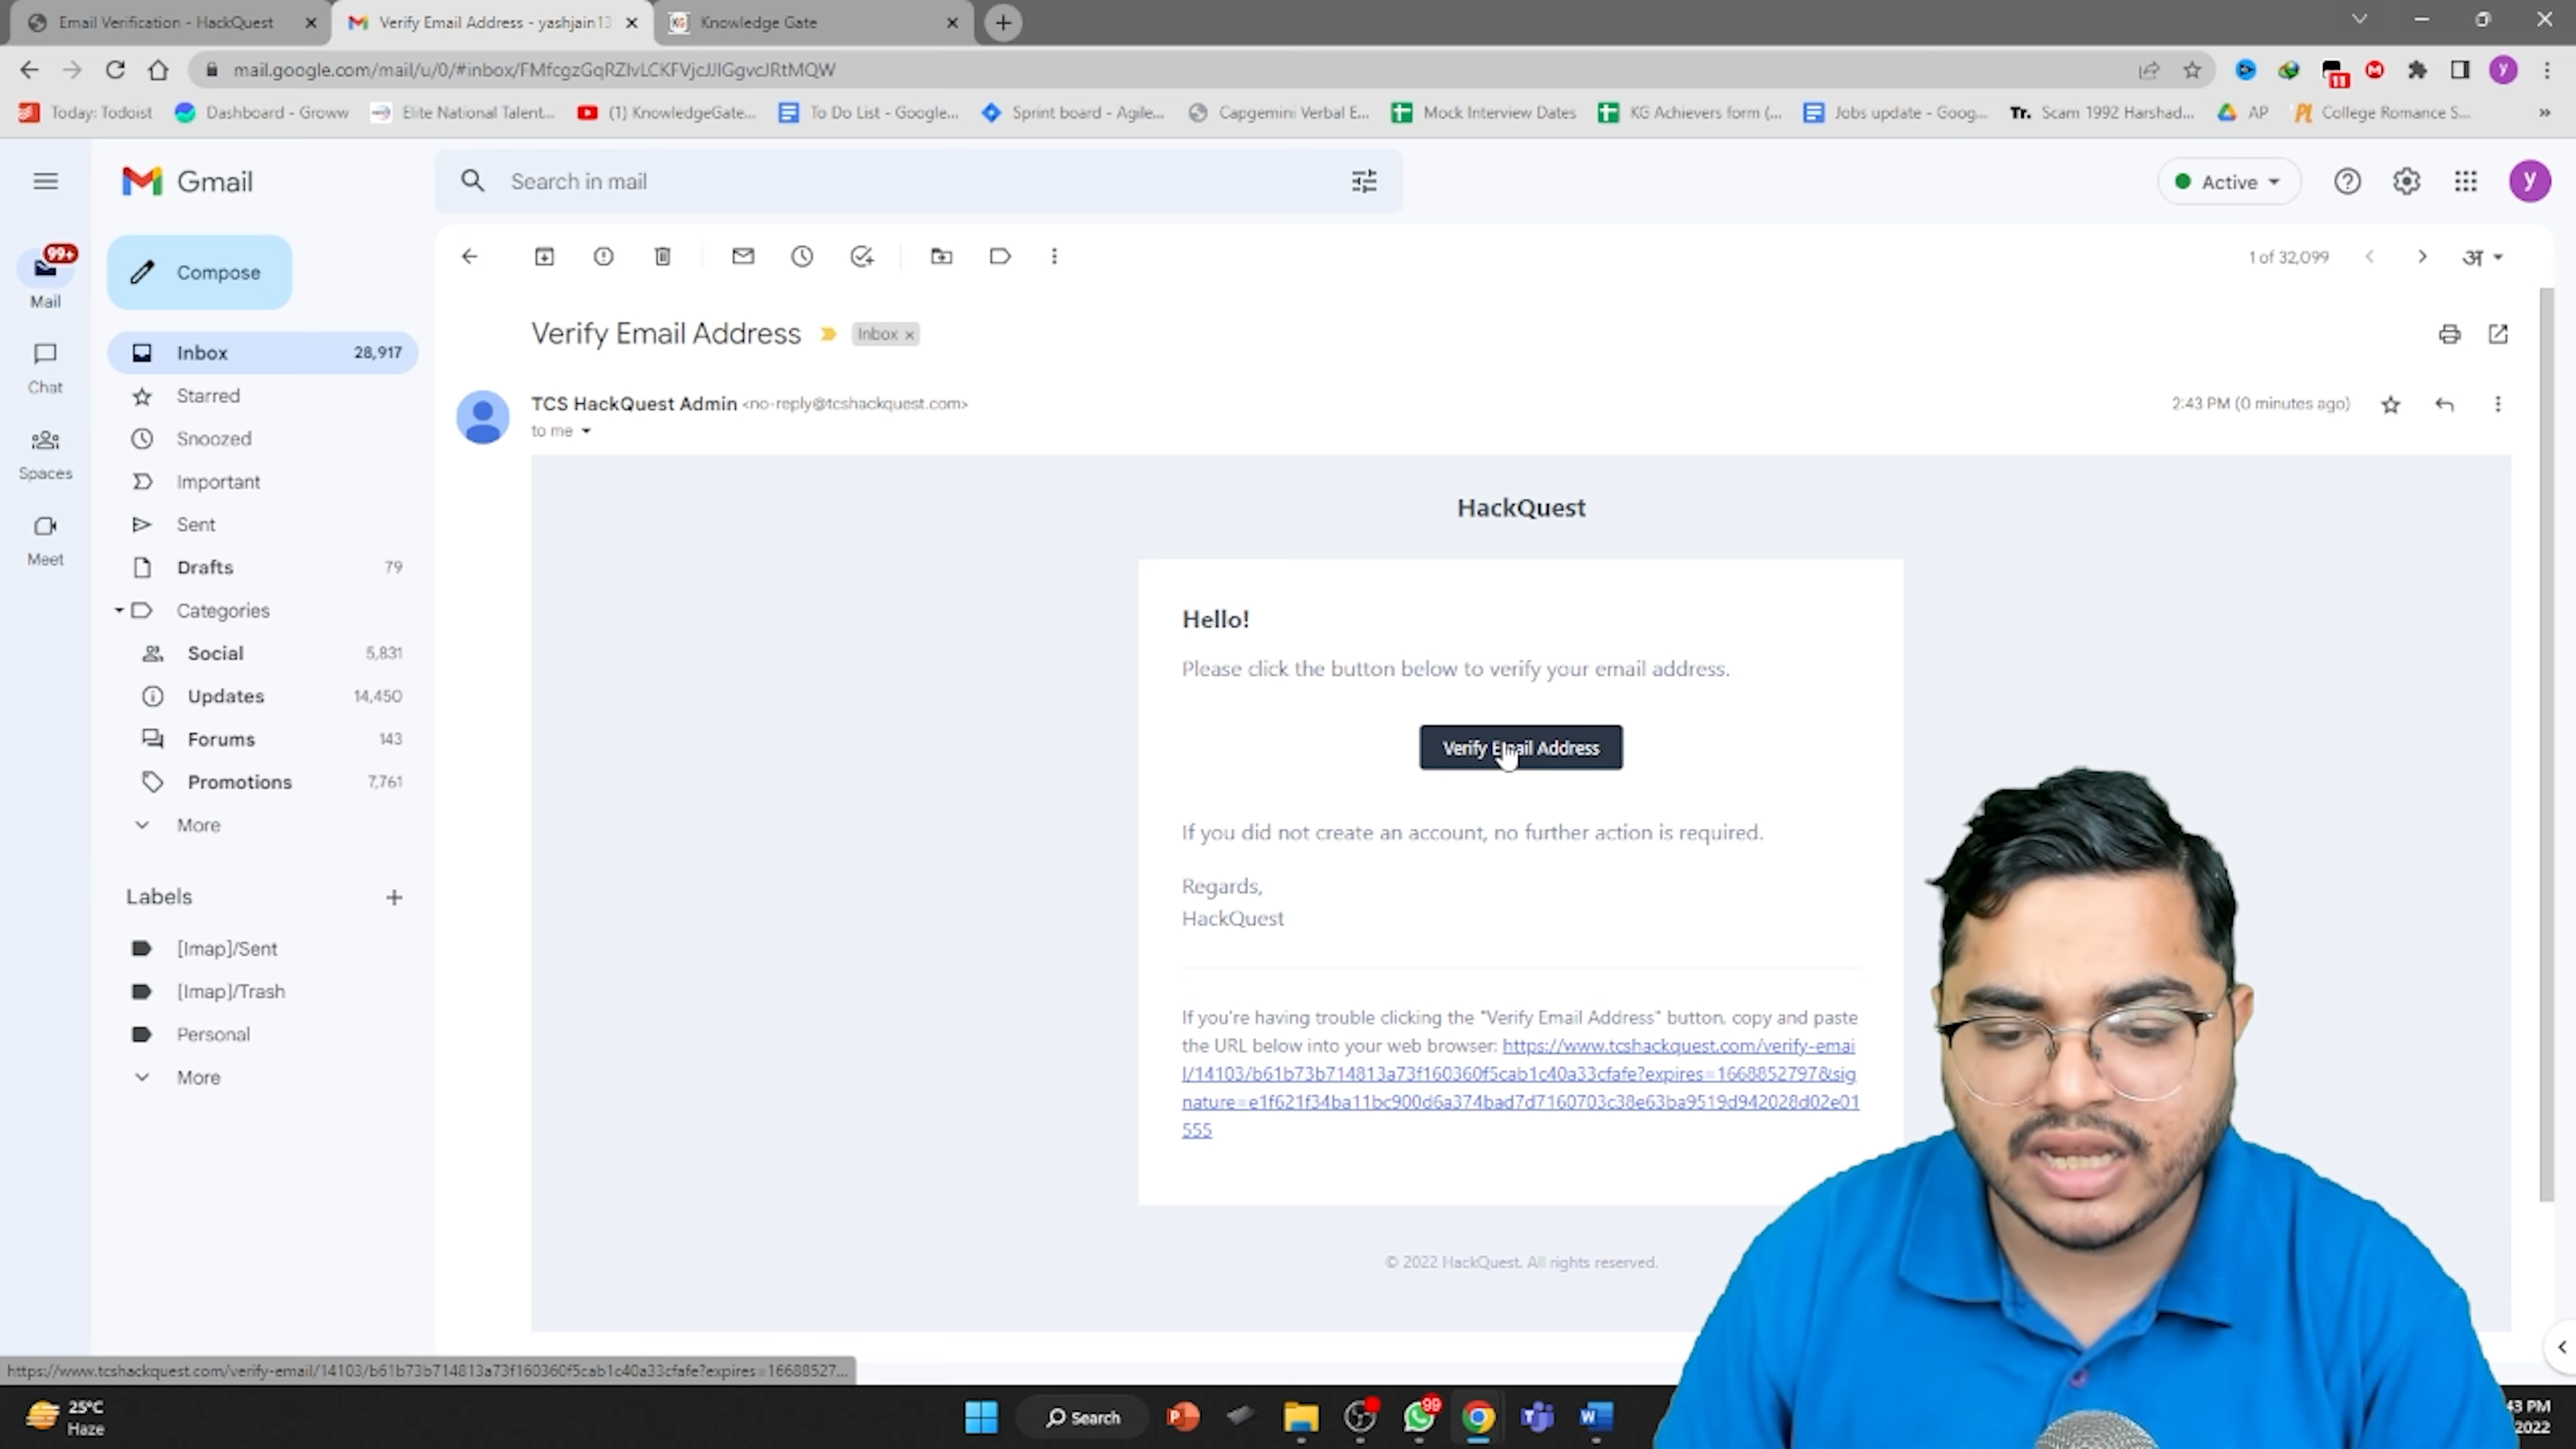 Email Verification - HackQuest
Verify Email Address - yashjain13
Knowledge Gate
mail.google.com/mail/u/0/#inbox/FMfcgzGqRZIvLCKFVjcJJlGgvcJRtMQW
11
y
Today: Todoist
Dashboard - Groww
Elite National Talent...
(1) KnowledgeGate...
To Do List - Google...
Sprint board - Agile...
Capgemini Verbal E...
Mock Interview Dates
KG Achievers form (...
Jobs update - Goog...
Tr. Scam 1992 Harshad...
AP
College Romance S...
Gmail
Search in mail
Active
y
99+
Mail
Chat
Spaces
Meet
Compose
Inbox 28,917
Starred
Snoozed
Important
Sent
Drafts 79
Categories
Social 5,831
Updates 14,450
Forums 143
Promotions 7,761
More
Labels
[Imap]/Sent
[Imap]/Trash
Personal
More
1 of 32,099
अ
Verify Email Address
Inbox
TCS HackQuest Admin <no-reply@tcshackquest.com>
to me
2:43 PM (0 minutes ago)
HackQuest
Hello!
Please click the button below to verify your email address.
Verify Email Address
If you did not create an account, no further action is required.
Regards,
HackQuest
If you're having trouble clicking the "Verify Email Address" button, copy and paste
the URL below into your web browser: https://www.tcshackquest.com/verify-emai
l/14103/b61b73b714813a73f160360f5cab1c40a33cfafe?expires=1668852797&sig
nature=e1f621f34ba11bc900d6a374bad7d7160703c38e63ba9519d942028d02e01
555
© 2022 HackQuest. All rights reserved.
https://www.tcshackquest.com/verify-email/14103/b61b73b714813a73f160360f5cab1c40a33cfafe?expires=16688527...
25°C
Haze
Search
99
43 PM
2022